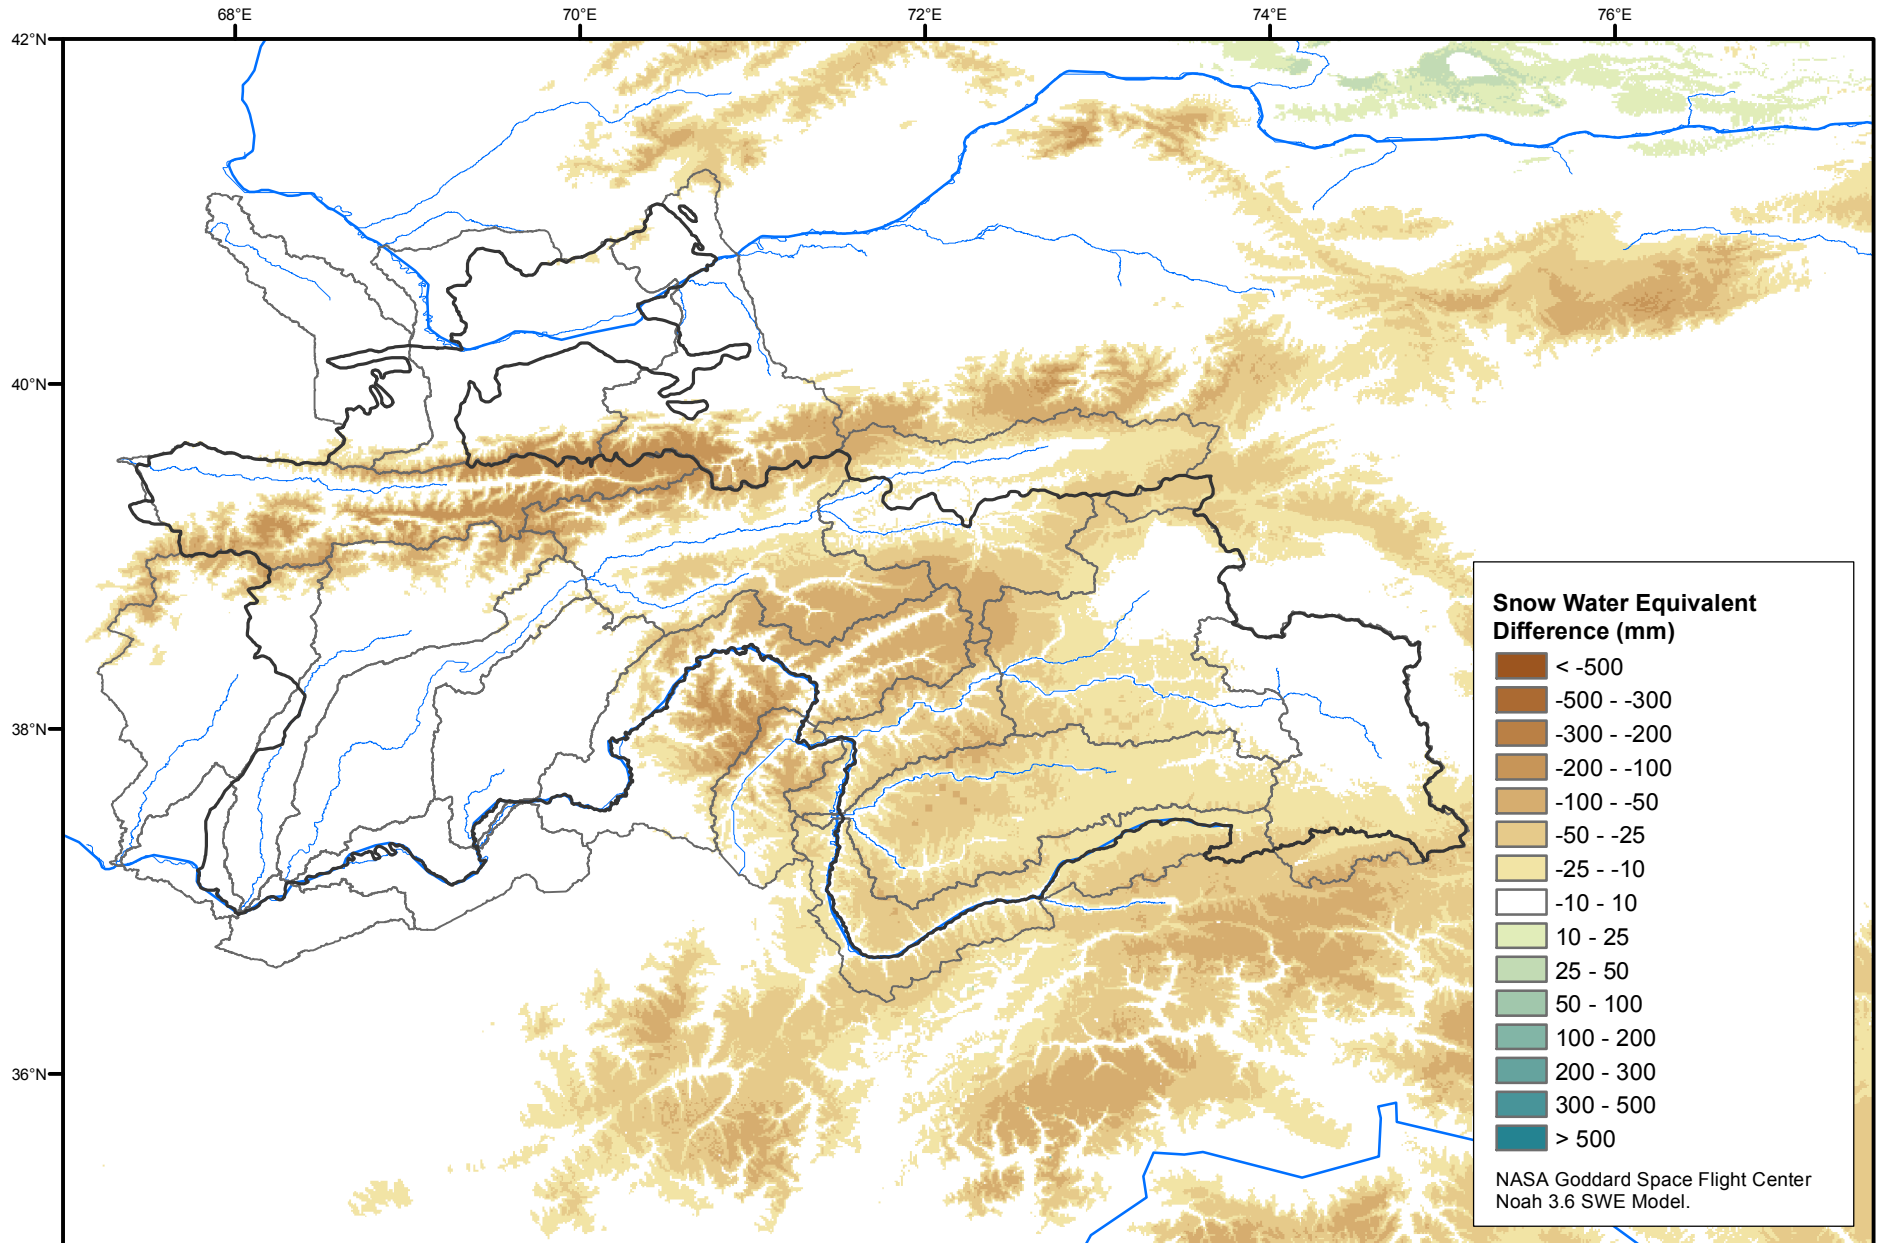 68°E
70°E
72°E
74°E
76°E
42°N
40°N
38°N
36°N
Snow Water Equivalent
Difference (mm)
< -500
-500 - -300
-300 - -200
-200 - -100
-100 - -50
-50 - -25
-25 - -10
-10 - 10
10 - 25
25 - 50
50 - 100
100 - 200
200 - 300
300 - 500
> 500
NASA Goddard Space Flight Center
Noah 3.6 SWE Model.